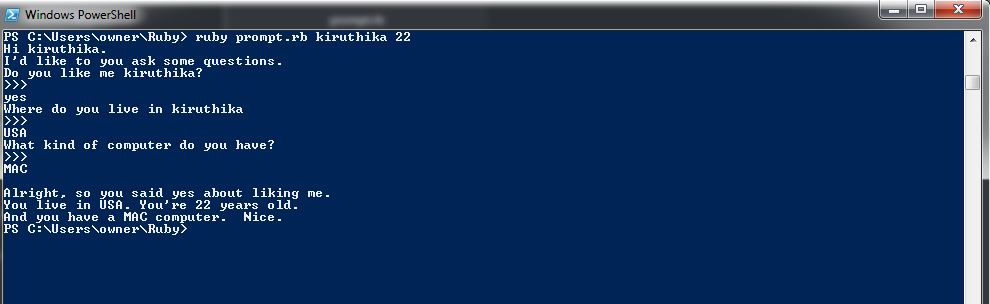 Windows PowerShell
PS C:\Users\owner\Ruby> ruby prompt.rb kiruthika 22
Hi kiruthika.
I'd like to you ask some questions.
Do you like me kiruthika?
>>>
yes
Where do you live in kiruthika
>>>
USA
What kind of computer do you have?
>>>
MAC
Alright, so you said yes about liking me.
You live in USA. You're 22 years old.
And you have a MAC computer.  Nice.
PS C:\Users\owner\Ruby>